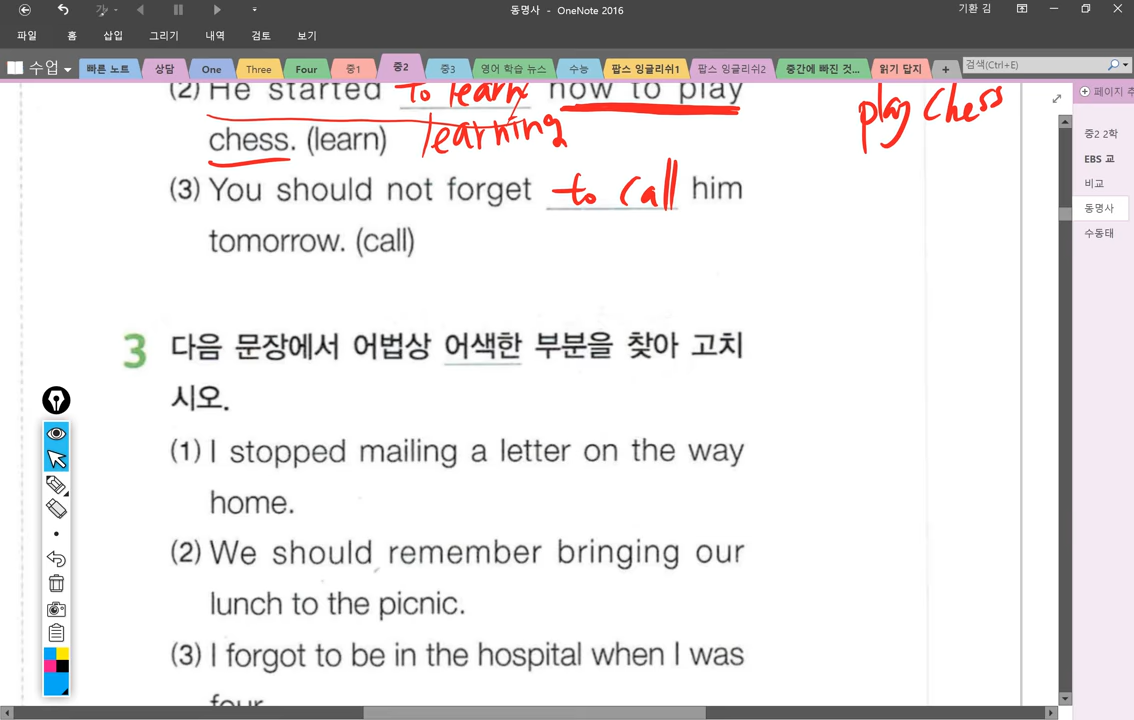 동명사 - OneNote 2016
기환 김
파일 홈 삽입 그리기 내역 검토 보기
수업 빠른 노트 상담 One Three Four 중1 중2 중3 영어 학습 뉴스 수능 팝스 잉글리쉬1 팝스 잉글리쉬2 중간에 빠진 것... 읽기 답지 + 검색(Ctrl+E)
(2) He started to learn how to play
play chess
chess. (learn) learning
(3) You should not forget to call him
tomorrow. (call)
3 다음 문장에서 어법상 어색한 부분을 찾아 고치
시오.
(1) I stopped mailing a letter on the way
home.
(2) We should remember bringing our
lunch to the picnic.
(3) I forgot to be in the hospital when I was
four
페이지 추
중2 2학
EBS 교
비교
동명사
수동태